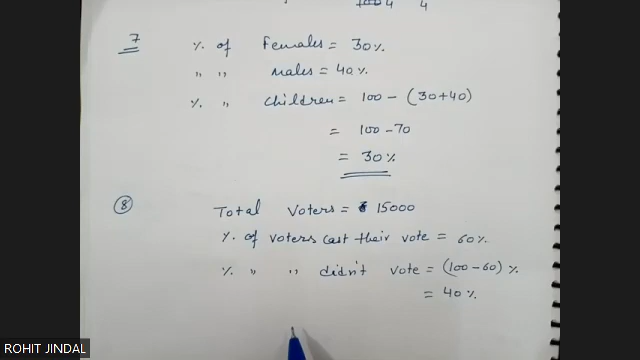 7 % of Females = 30%
" " males = 40%
% " children = 100 - (30+40)
= 100 - 70
= 30%
8 Total Voters = 15000
% of voters cast their vote = 60%
% " " didn't vote = (100-60)%
= 40%
ROHIT JINDAL